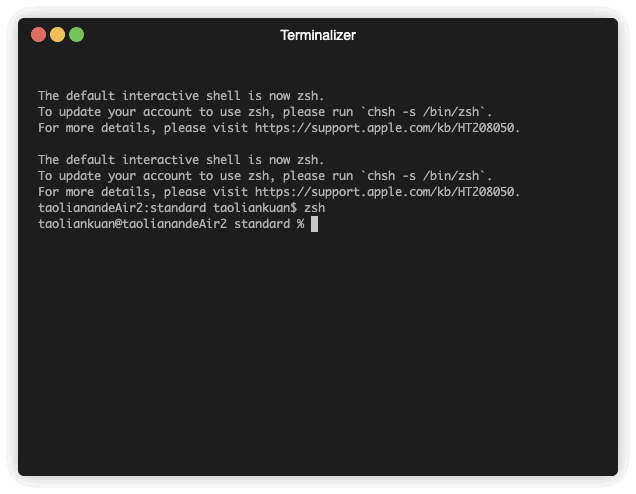 Terminalizer
The default interactive shell is now zsh.
To update your account to use zsh, please run `chsh -s /bin/zsh`.
For more details, please visit https://support.apple.com/kb/HT208050.
The default interactive shell is now zsh.
To update your account to use zsh, please run `chsh -s /bin/zsh`.
For more details, please visit https://support.apple.com/kb/HT208050.
taolianandeAir2:standard taoliankuan$ zsh
taoliankuan@taolianandeAir2 standard %